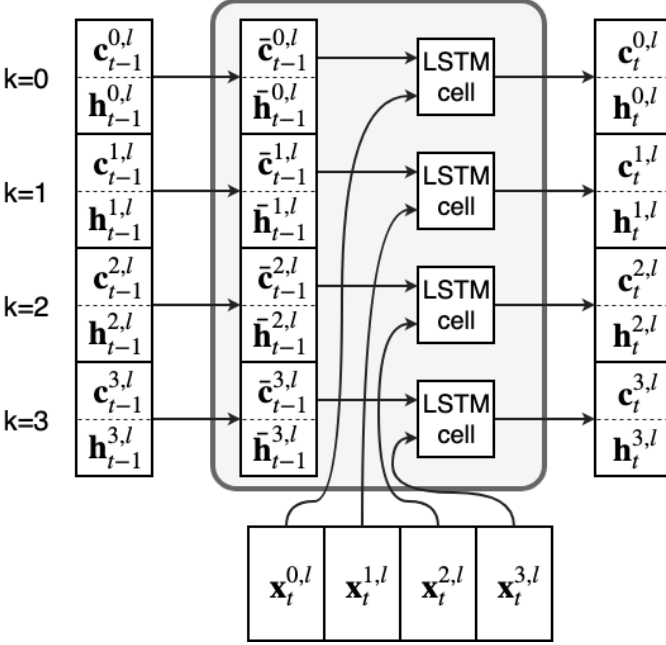 k=0
c_{t-1}^{0,l}
h_{t-1}^{0,l}
c̄_{t-1}^{0,l}
h̄_{t-1}^{0,l}
LSTM
cell
c_t^{0,l}
h_t^{0,l}
k=1
c_{t-1}^{1,l}
h_{t-1}^{1,l}
c̄_{t-1}^{1,l}
h̄_{t-1}^{1,l}
LSTM
cell
c_t^{1,l}
h_t^{1,l}
k=2
c_{t-1}^{2,l}
h_{t-1}^{2,l}
c̄_{t-1}^{2,l}
h̄_{t-1}^{2,l}
LSTM
cell
c_t^{2,l}
h_t^{2,l}
k=3
c_{t-1}^{3,l}
h_{t-1}^{3,l}
c̄_{t-1}^{3,l}
h̄_{t-1}^{3,l}
LSTM
cell
c_t^{3,l}
h_t^{3,l}
x_t^{0,l} x_t^{1,l} x_t^{2,l} x_t^{3,l}